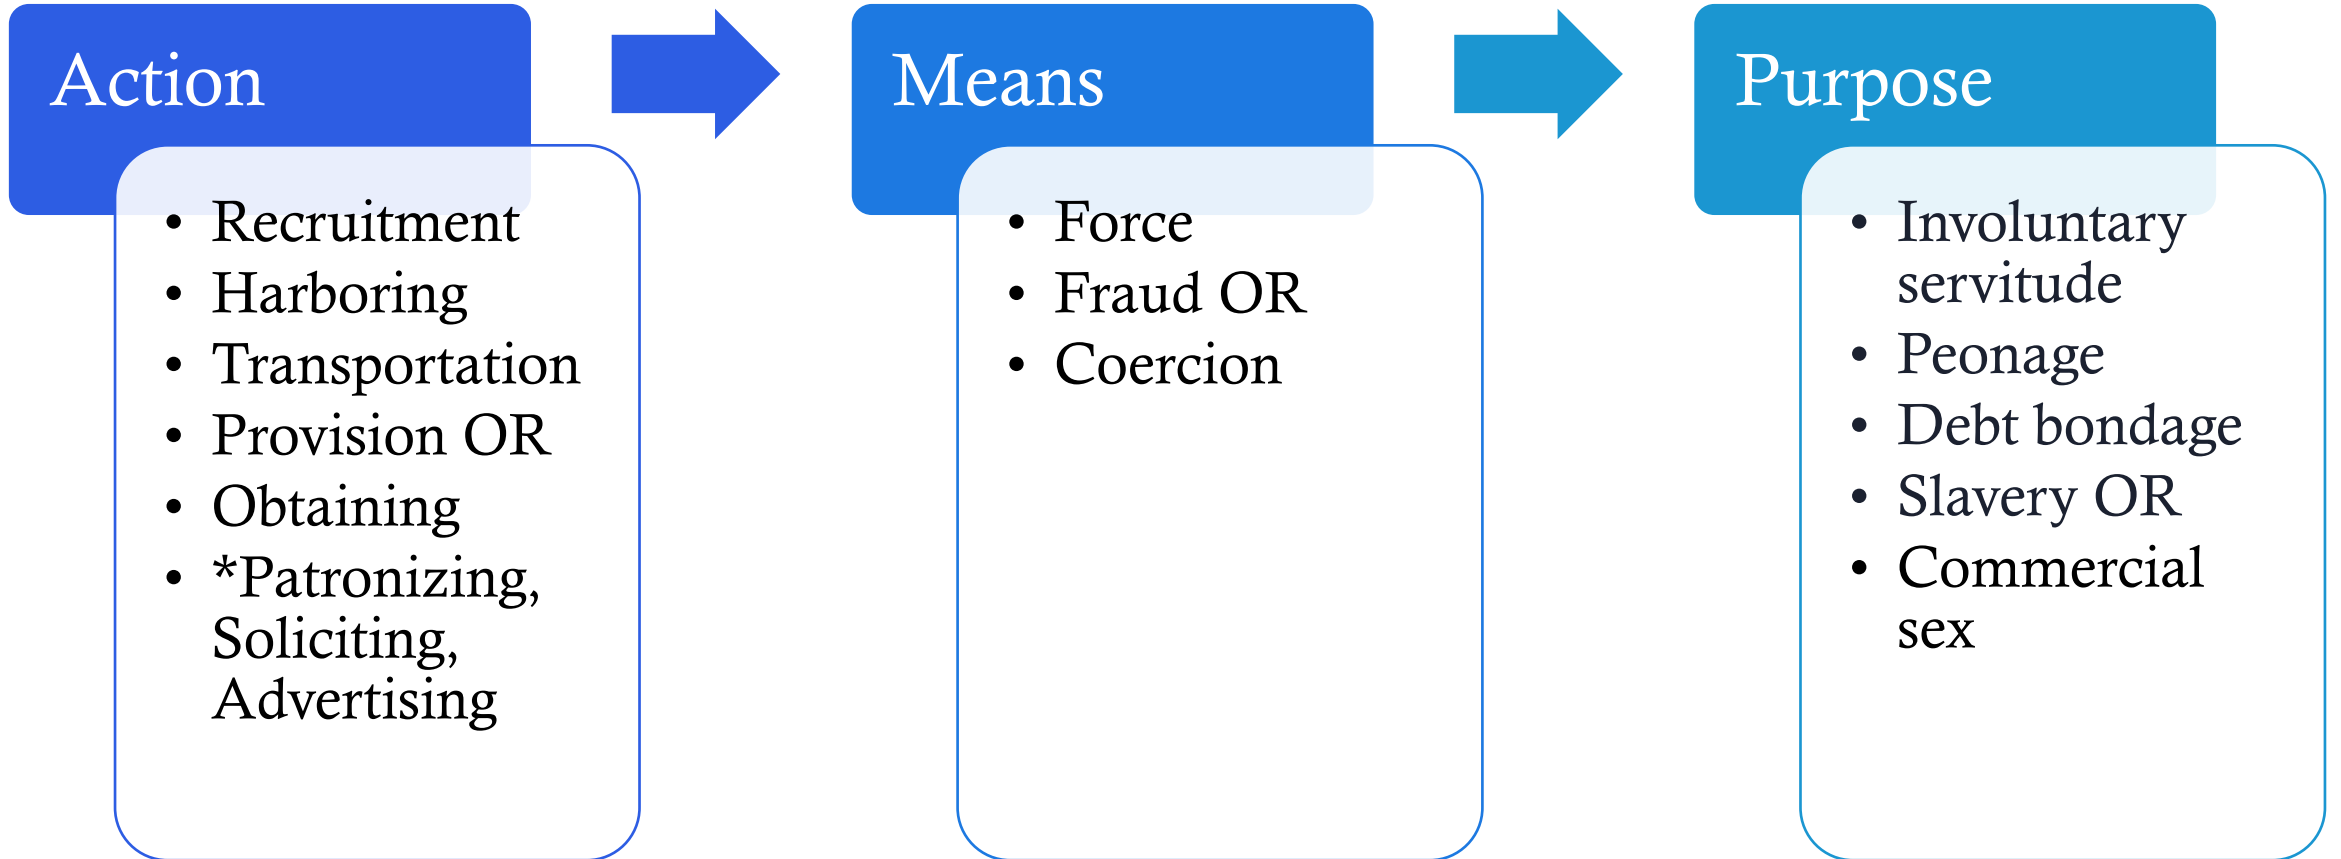 Action
• Recruitment
• Harboring
• Transportation
• Provision OR
• Obtaining
• *Patronizing,
Soliciting,
Advertising
Means
• Force
• Fraud OR
• Coercion
Purpose
• Involuntary
servitude
• Peonage
• Debt bondage
• Slavery OR
• Commercial
sex